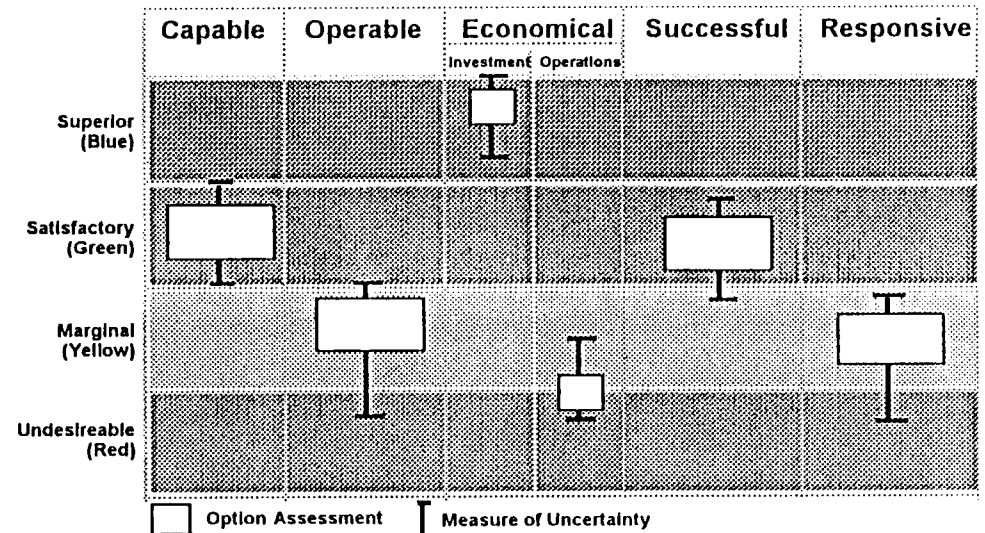 Capable Operable Economical Successful Responsive
Investment Operations
Superior
(Blue)
Satisfactory
(Green)
Marginal
(Yellow)
Undesireable
(Red)
Option Assessment Measure of Uncertainty